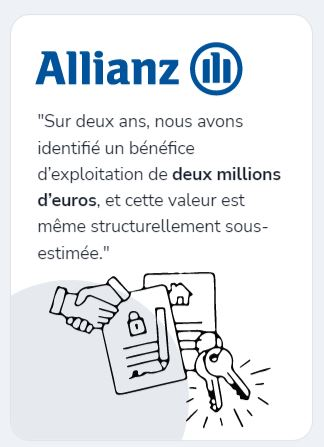 Allianz
"Sur deux ans, nous avons
identifié un bénéfice
d'exploitation de deux millions
d'euros, et cette valeur est
même structurellement sous-
estimée."